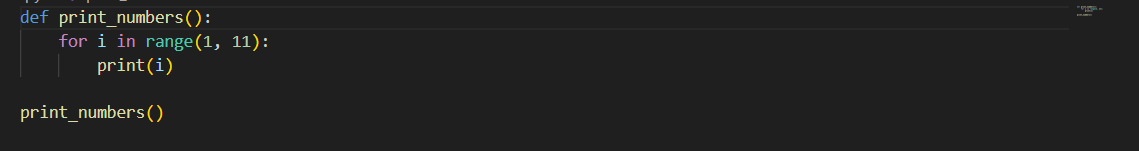 def print_numbers():
    for i in range(1, 11):
        print(i)

print_numbers()